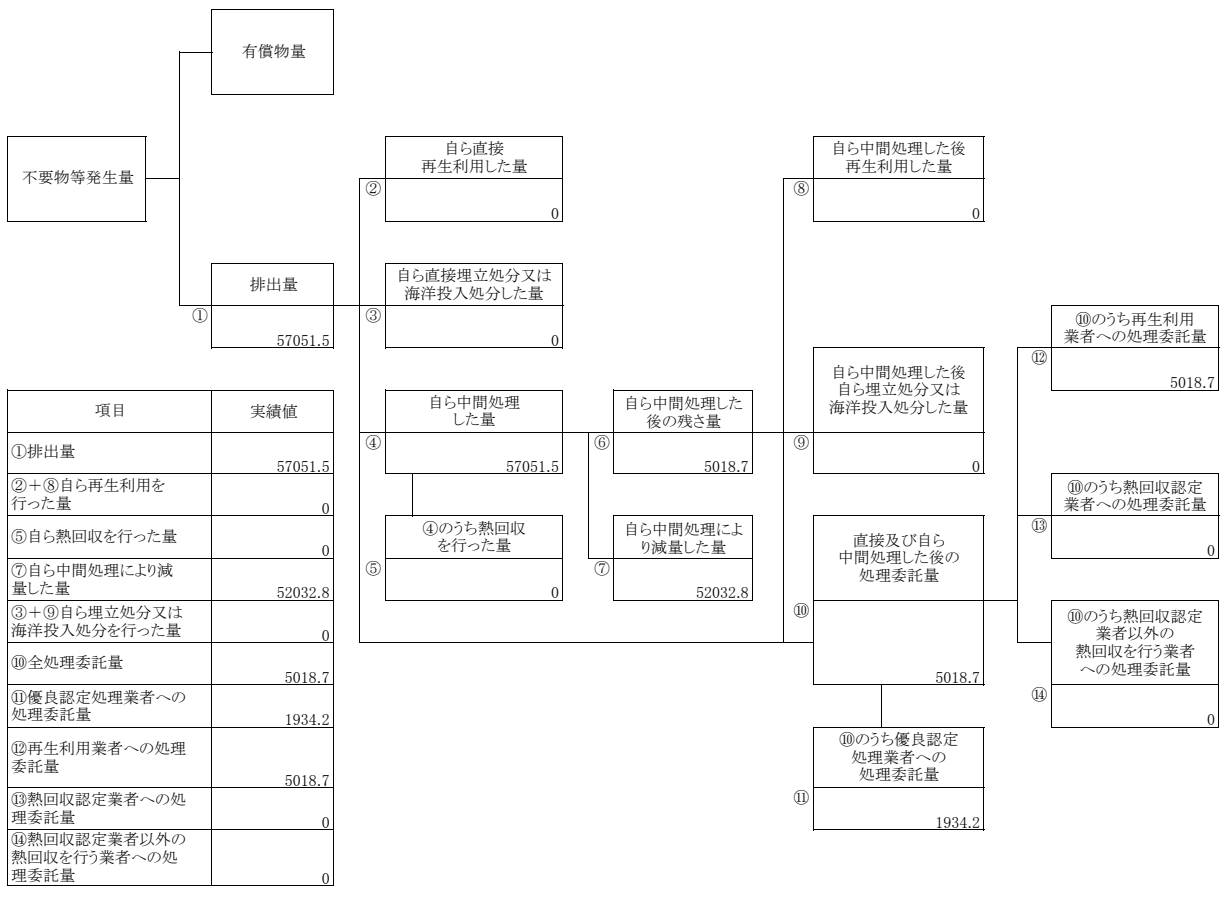 有償物量
不要物等発生量
自ら直接
再生利用した量
②
0
自ら中間処理した後
再生利用した量
⑧
0
排出量
①
57051.5
自ら直接埋立処分又は
海洋投入処分した量
③
0
⑩のうち再生利用
業者への処理委託量
⑫
5018.7
自ら中間処理
した量
④
57051.5
自ら中間処理した
後の残さ量
⑥
5018.7
自ら中間処理した後
自ら埋立処分又は
海洋投入処分した量
⑨
0
⑩のうち熱回収認定
業者への処理委託量
⑬
0
④のうち熱回収
を行った量
⑤
0
自ら中間処理によ
り減量した量
⑦
52032.8
直接及び自ら
中間処理した後の
処理委託量
⑩
5018.7
⑩のうち熱回収認定
業者以外の
熱回収を行う業者
への処理委託量
⑭
0
⑩のうち優良認定
処理業者への
処理委託量
⑪
1934.2
項目 実績値
①排出量
57051.5
②＋⑧自ら再生利用を
行った量
0
⑤自ら熱回収を行った量
0
⑦自ら中間処理により減
量した量
52032.8
③＋⑨自ら埋立処分又は
海洋投入処分を行った量
0
⑩全処理委託量
5018.7
⑪優良認定処理業者への
処理委託量
1934.2
⑫再生利用業者への処理
委託量
5018.7
⑬熱回収認定業者への処
理委託量
0
⑭熱回収認定業者以外の
熱回収を行う業者への処
理委託量
0